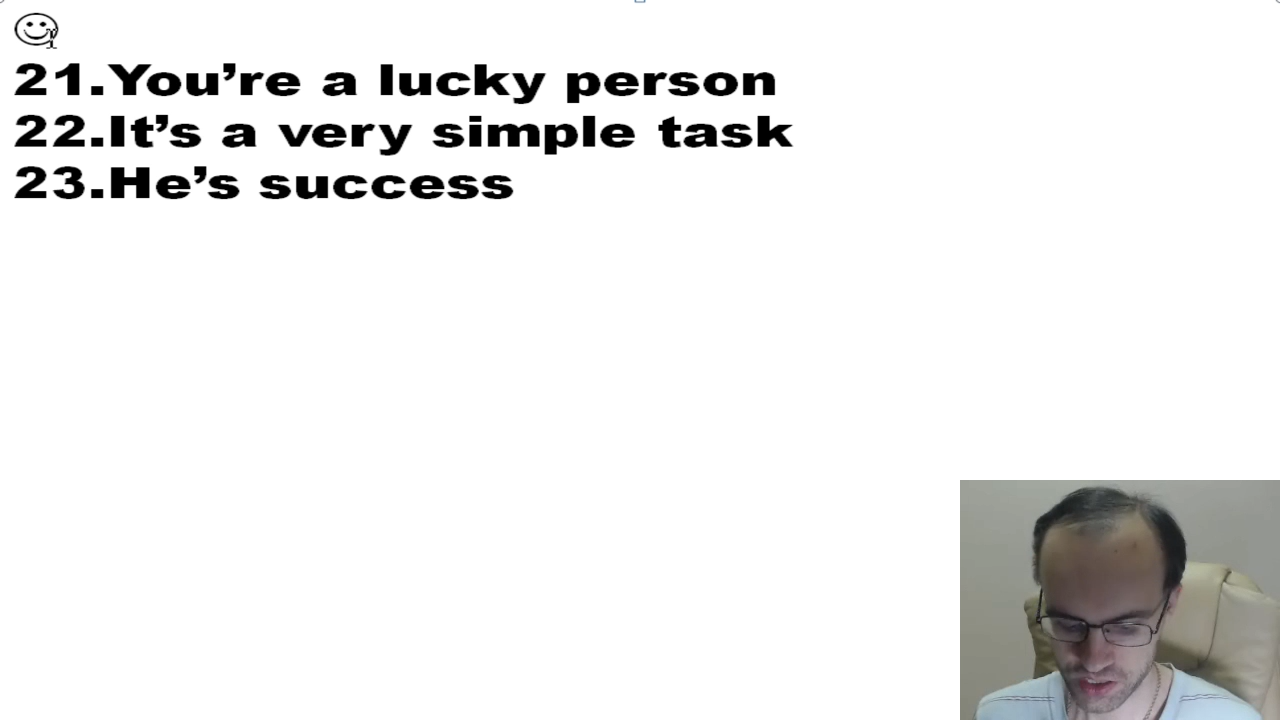 21.You’re a lucky person
22.It’s a very simple task
23.He’s success